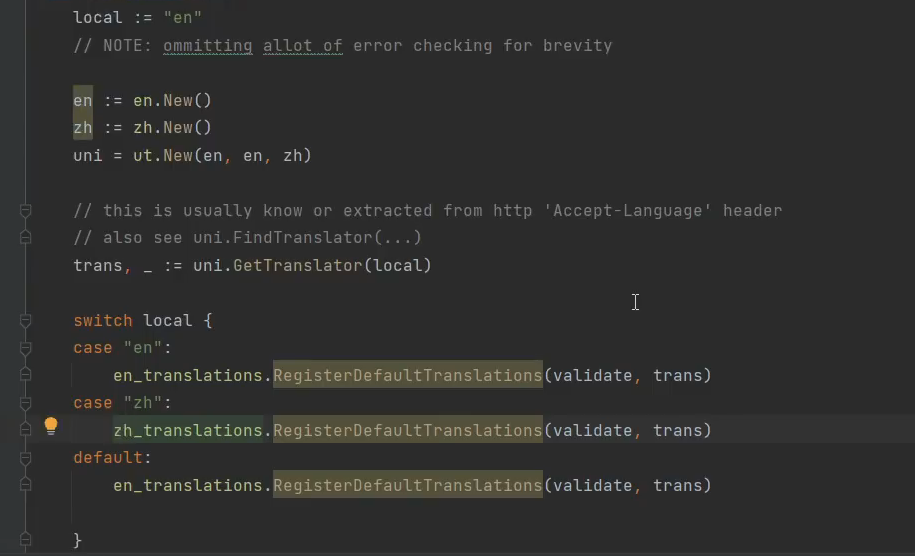 local := "en"
// NOTE: ommitting allot of error checking for brevity
en := en.New()
zh := zh.New()
uni = ut.New(en, en, zh)
// this is usually know or extracted from http 'Accept-Language' header
// also see uni.FindTranslator(...)
trans, _ := uni.GetTranslator(local)
switch local {
case "en":
en_translations.RegisterDefaultTranslations(validate, trans)
case "zh":
zh_translations.RegisterDefaultTranslations(validate, trans)
default:
en_translations.RegisterDefaultTranslations(validate, trans)
}